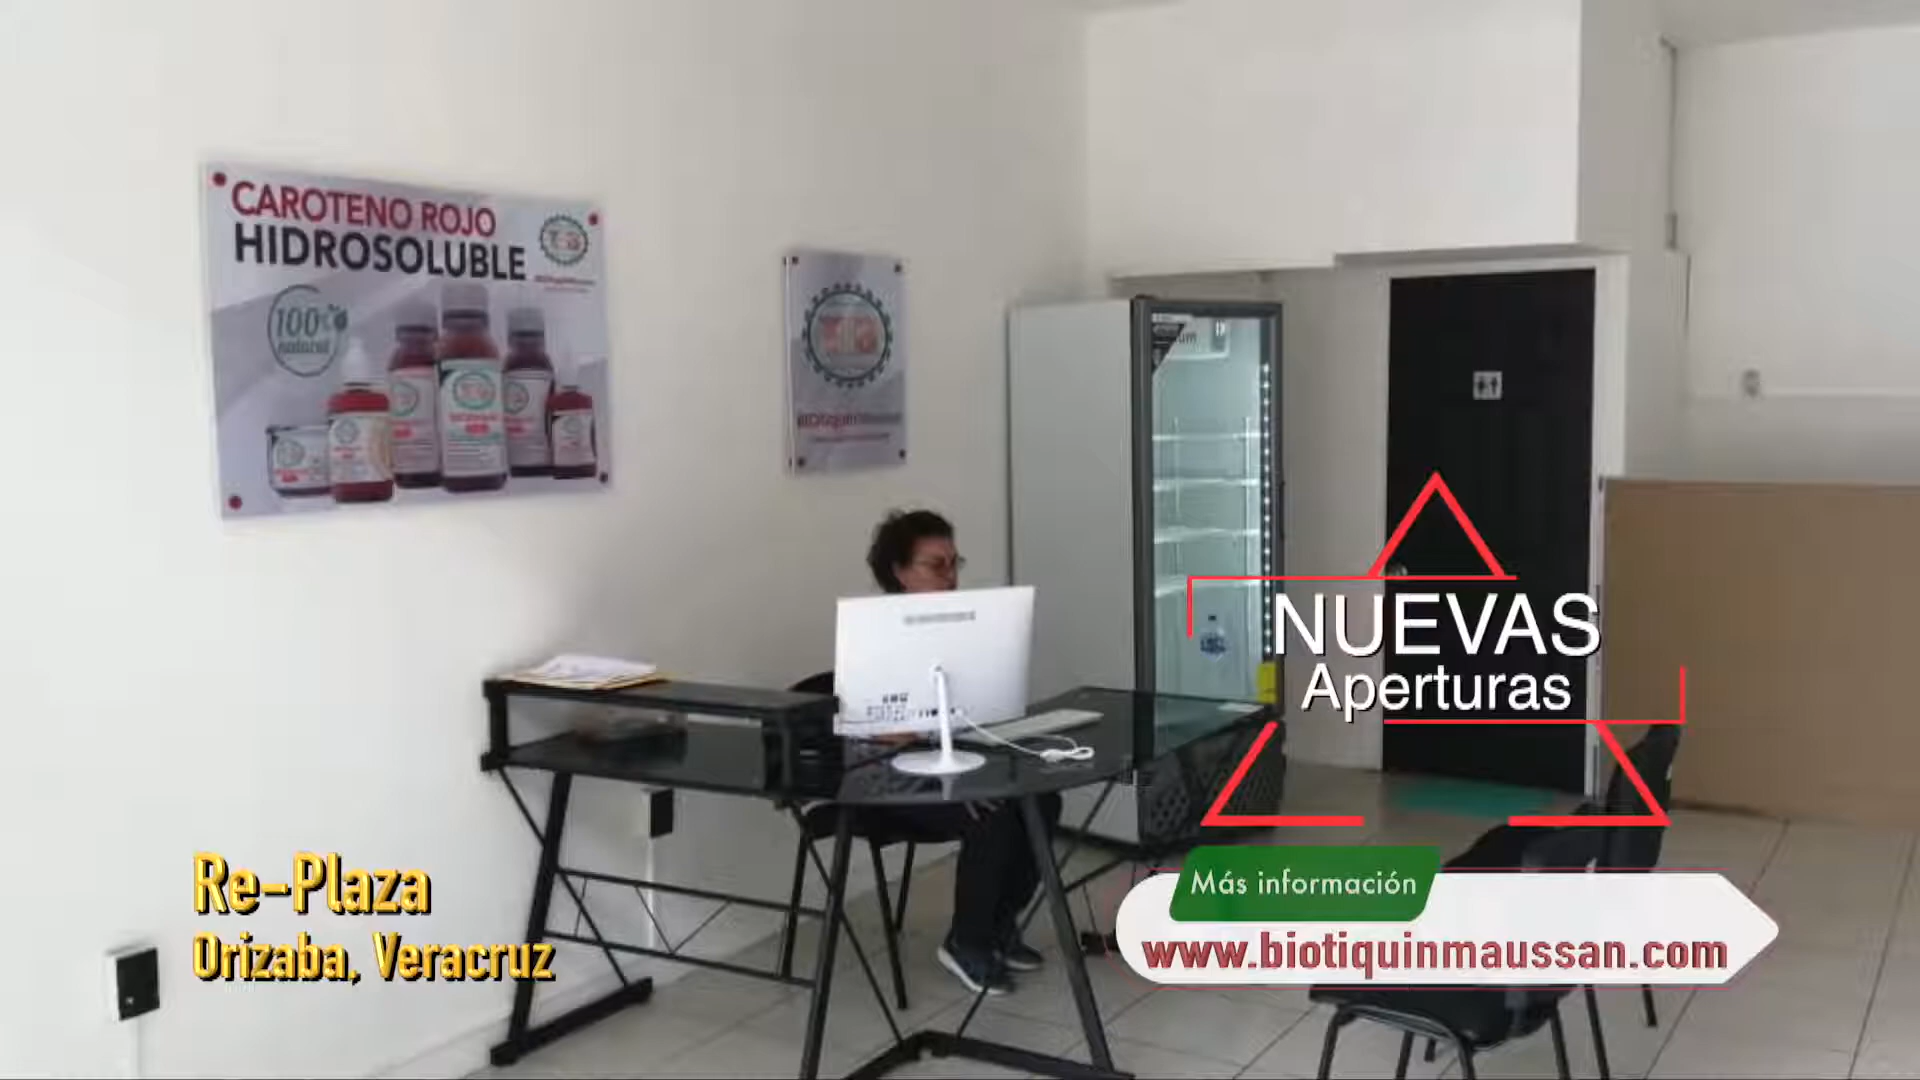 CAROTENO ROJO
HIDROSOLUBLE
100%
natural
NUEVAS
Aperturas
Más información
www.biotiquinmaussan.com
Re-Plaza
Orizaba, Veracruz